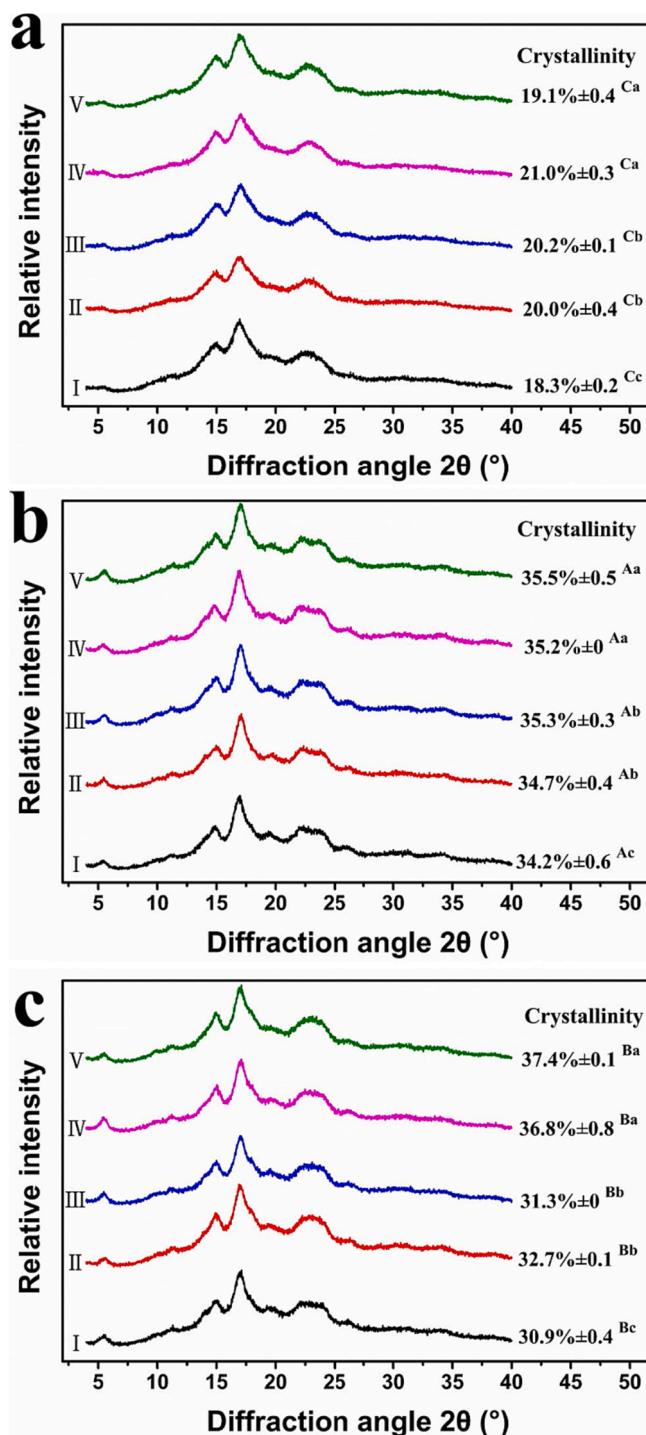 a
Crystallinity
Ⅴ 19.1%±0.4 Ca
Ⅳ 21.0%±0.3 Ca
Ⅲ 20.2%±0.1 Cb
Ⅱ 20.0%±0.4 Cb
Ⅰ 18.3%±0.2 Cc
Relative intensity
5 10 15 20 25 30 35 40 45 50
Diffraction angle 2θ (°)
b
Crystallinity
Ⅴ 35.5%±0.5 Aa
Ⅳ 35.2%±0 Aa
Ⅲ 35.3%±0.3 Ab
Ⅱ 34.7%±0.4 Ab
Ⅰ 34.2%±0.6 Ac
Relative intensity
5 10 15 20 25 30 35 40 45 50
Diffraction angle 2θ (°)
c
Crystallinity
Ⅴ 37.4%±0.1 Ba
Ⅳ 36.8%±0.8 Ba
Ⅲ 31.3%±0 Bb
Ⅱ 32.7%±0.1 Bb
Ⅰ 30.9%±0.4 Bc
Relative intensity
5 10 15 20 25 30 35 40 45 50
Diffraction angle 2θ (°)